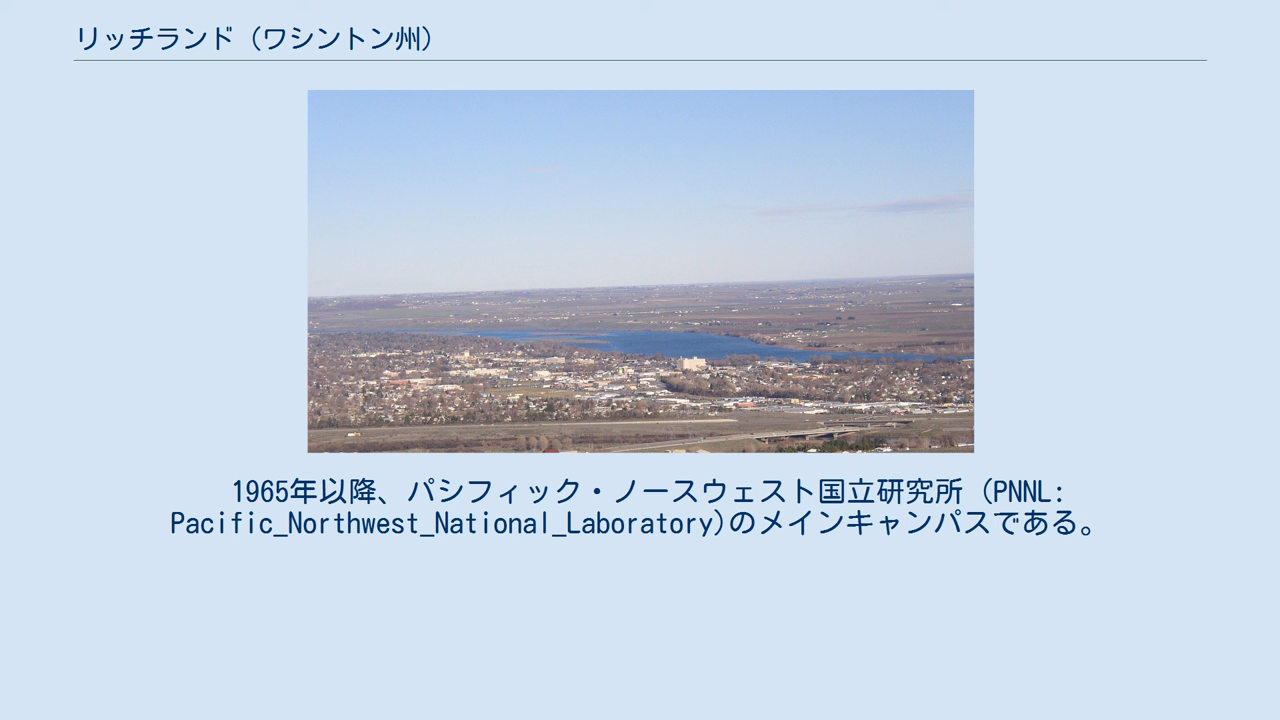 リッチランド (ワシントン州)
1965年以降、パシフィック・ノースウェスト国立研究所 (PNNL:
Pacific_Northwest_National_Laboratory)のメインキャンパスである。